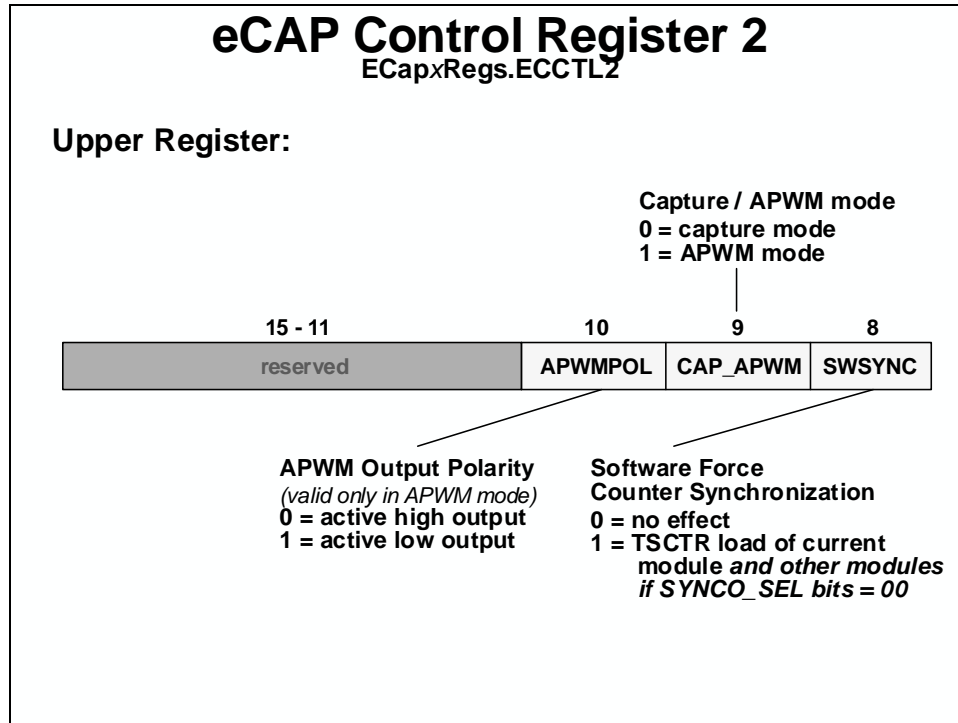 eCAP Control Register 2
ECapxRegs.ECCTL2
Upper Register:
Capture / APWM mode
0 = capture mode
1 = APWM mode
15 - 11 10 9 8
reserved APWMPOL CAP_APWM SWSYNC
APWM Output Polarity
(valid only in APWM mode)
0 = active high output
1 = active low output
Software Force
Counter Synchronization
0 = no effect
1 = TSCTR load of current
module and other modules
if SYNCO_SEL bits = 00